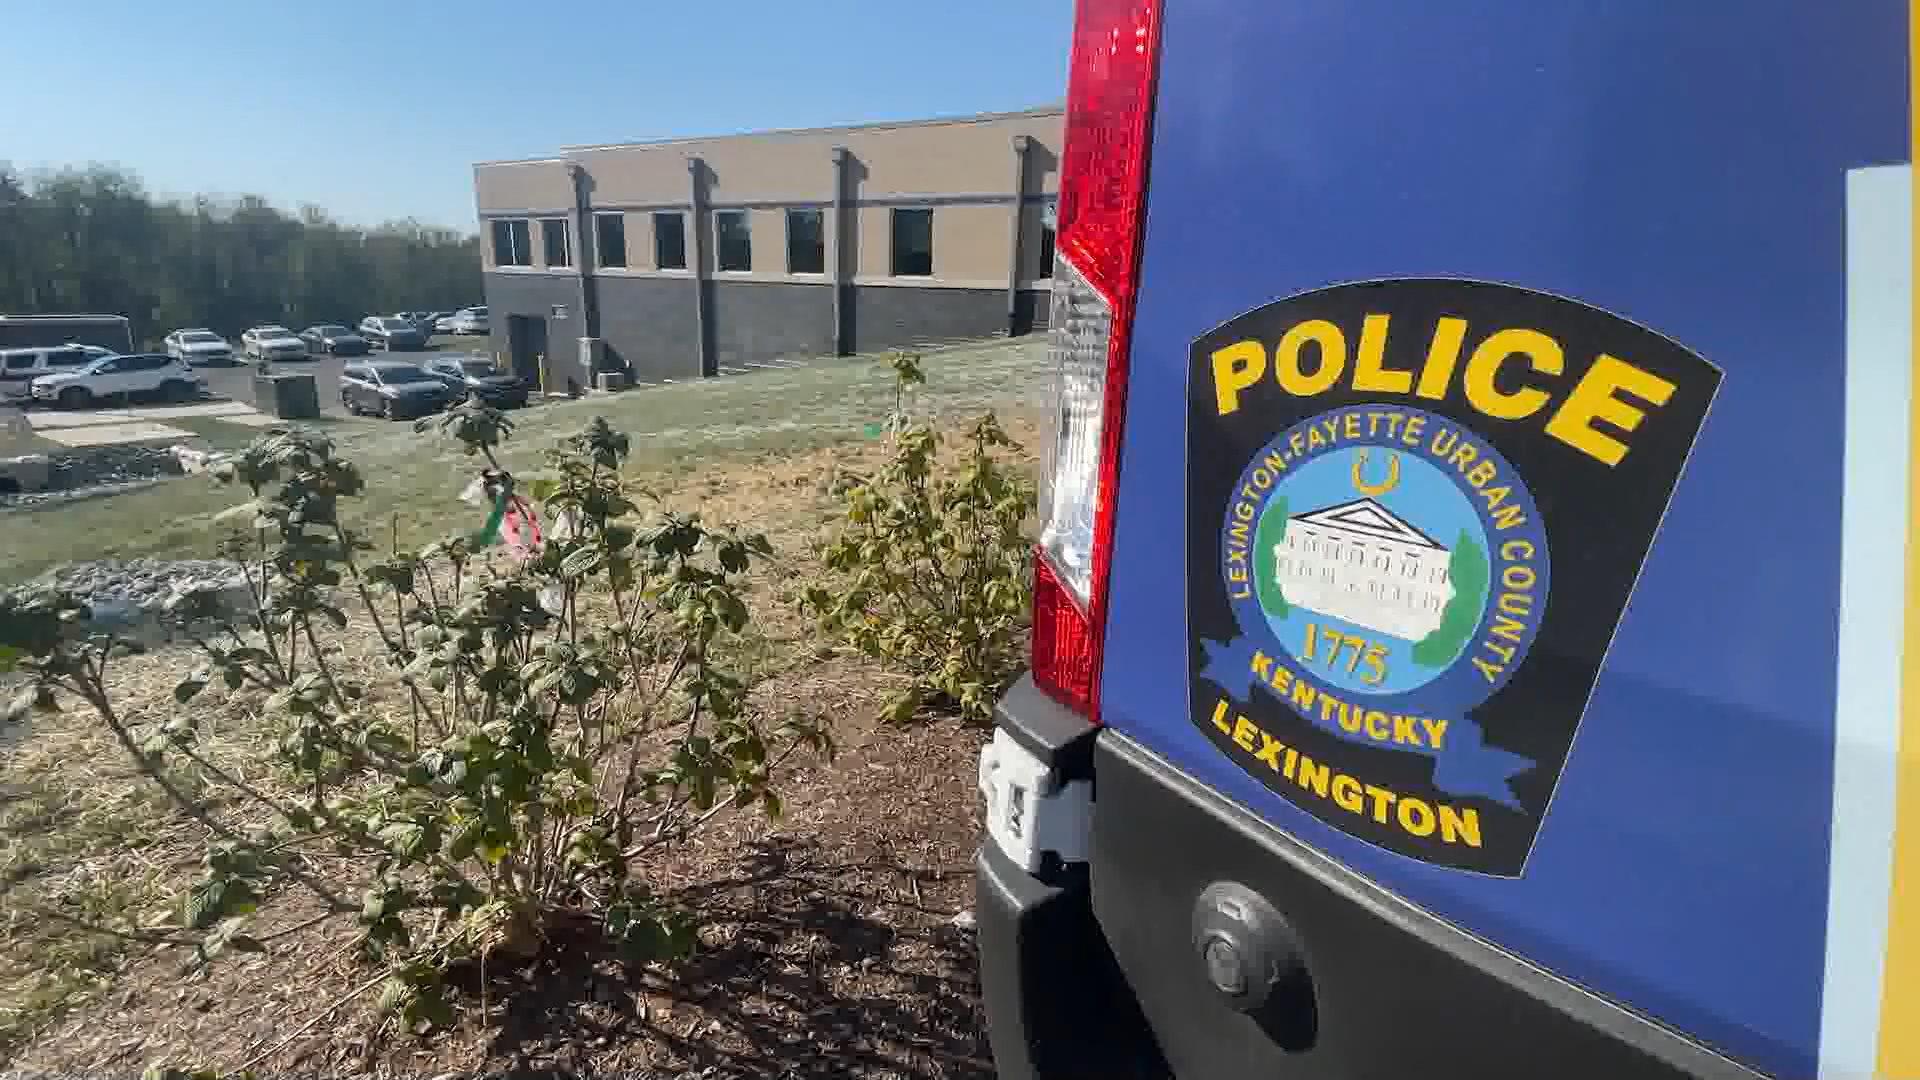 POLICE
LEXINGTON-FAYETTE URBAN COUNTY
1775
KENTUCKY
LEXINGTON